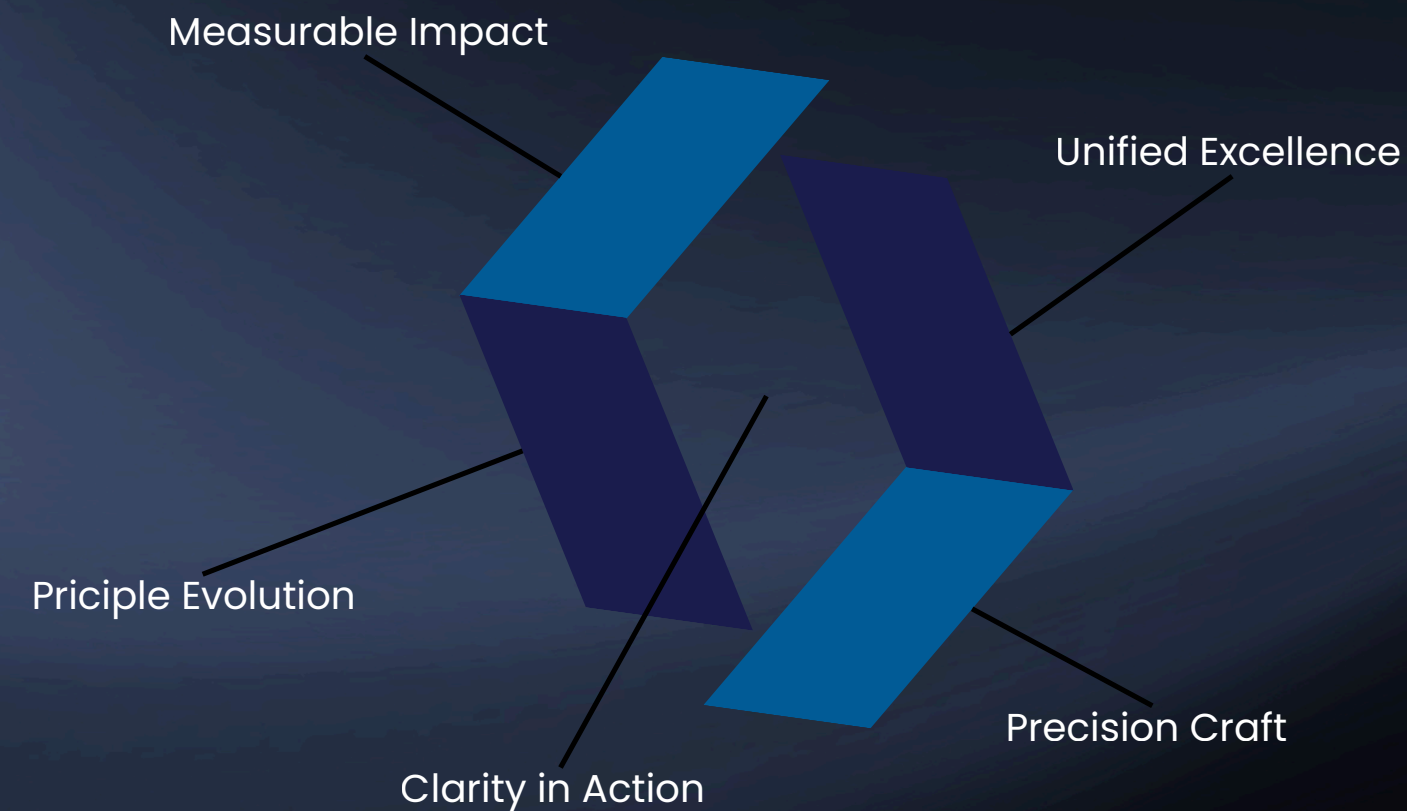 Measurable Impact
Unified Excellence
Priciple Evolution
Precision Craft
Clarity in Action